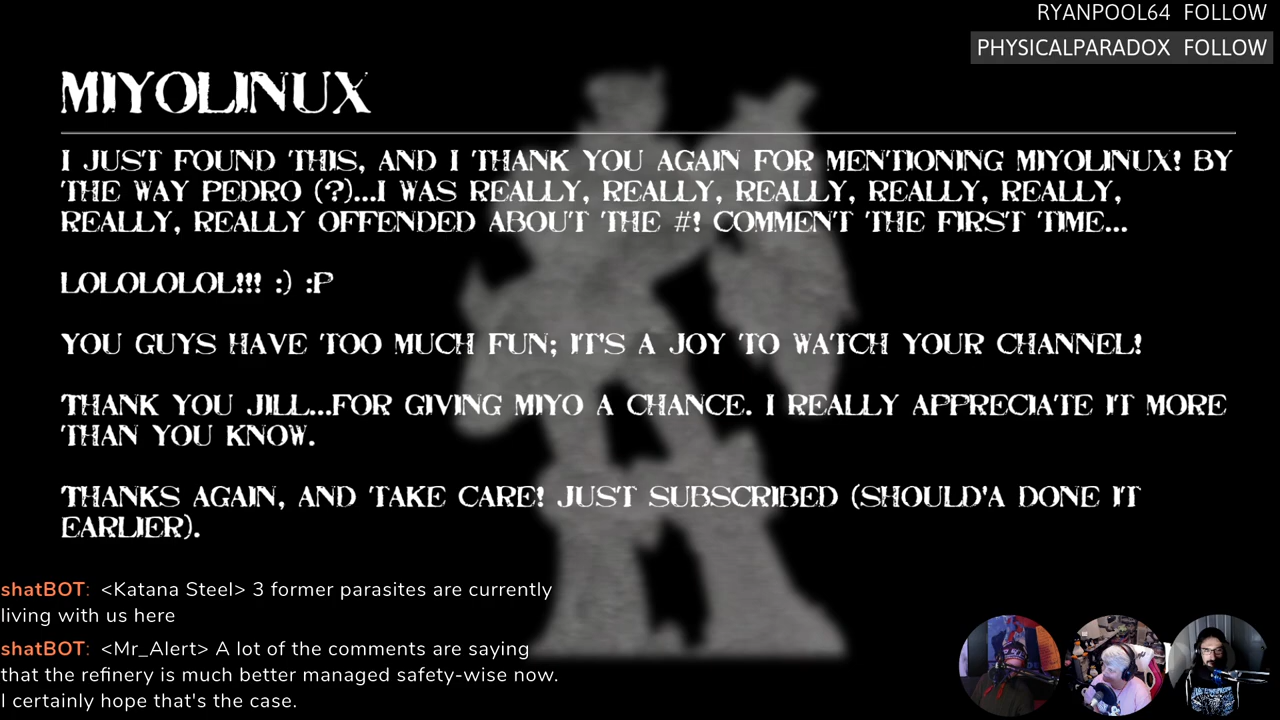 RYANPOOL64 FOLLOW
PHYSICALPARADOX FOLLOW
MIYOLINUX
I JUST FOUND THIS, AND I THANK YOU AGAIN FOR MENTIONING MIYOLINUX! BY
THE WAY PEDRO (?)...I WAS REALLY, REALLY, REALLY, REALLY, REALLY,
REALLY, REALLY OFFENDED ABOUT THE #! COMMENT THE FIRST TIME...
LOLOLOLOL!!! :) :P
YOU GUYS HAVE TOO MUCH FUN; IT'S A JOY TO WATCH YOUR CHANNEL!
THANK YOU JILL...FOR GIVING MIYO A CHANCE. I REALLY APPRECIATE IT MORE
THAN YOU KNOW.
THANKS AGAIN, AND TAKE CARE! JUST SUBSCRIBED (SHOULD'A DONE IT
EARLIER).
shatBOT: <Katana Steel> 3 former parasites are currently
living with us here
shatBOT: <Mr_Alert> A lot of the comments are saying
that the refinery is much better managed safety-wise now.
I certainly hope that's the case.